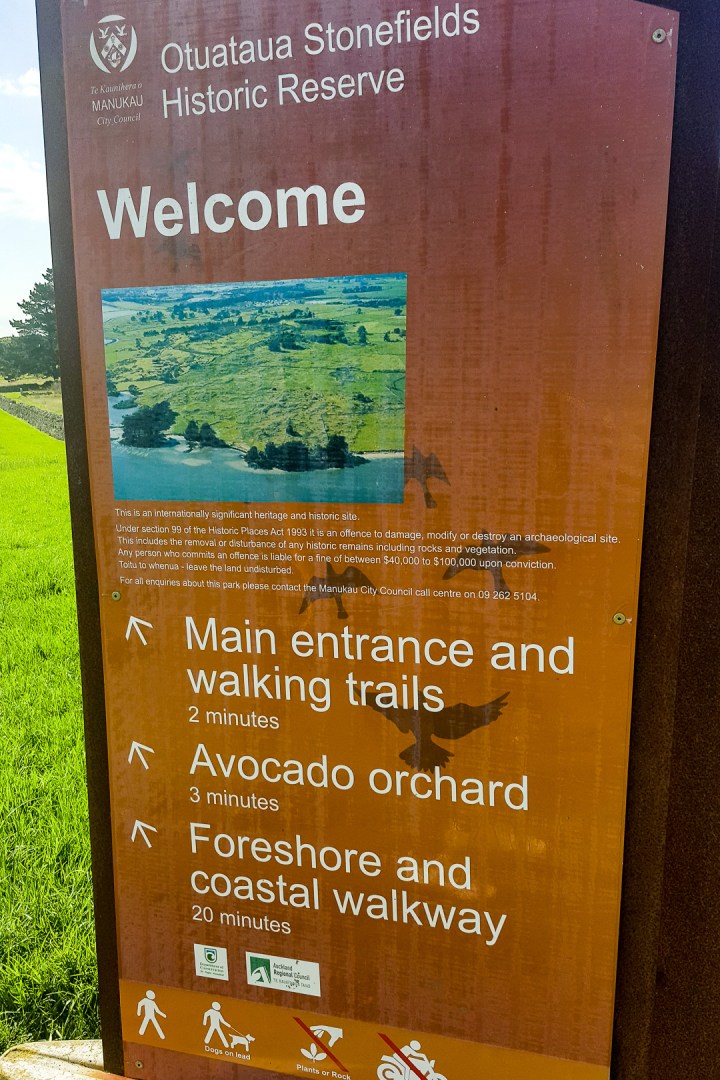 Otuataua Stonefields
Historic Reserve
Te Kaunihera o
MANUKAU
City Council
Welcome
This is an internationally significant heritage and historic site.
Under section 99 of the Historic Places Act 1993 it is an offence to damage, modify or destroy an archaeological site.
This includes the removal or disturbance of any historic remains including rocks and vegetation.
Any person who commits an offence is liable for a fine of between $40,000 to $100,000 upon conviction.
Toitu to whenua - leave the land undisturbed.
For all enquiries about this park please contact the Manukau City Council call centre on 09 262 5104.
Main entrance and
walking trails
2 minutes
Avocado orchard
3 minutes
Foreshore and
coastal walkway
20 minutes
Auckland
Regional Council
Dogs on lead
Plants or Rock